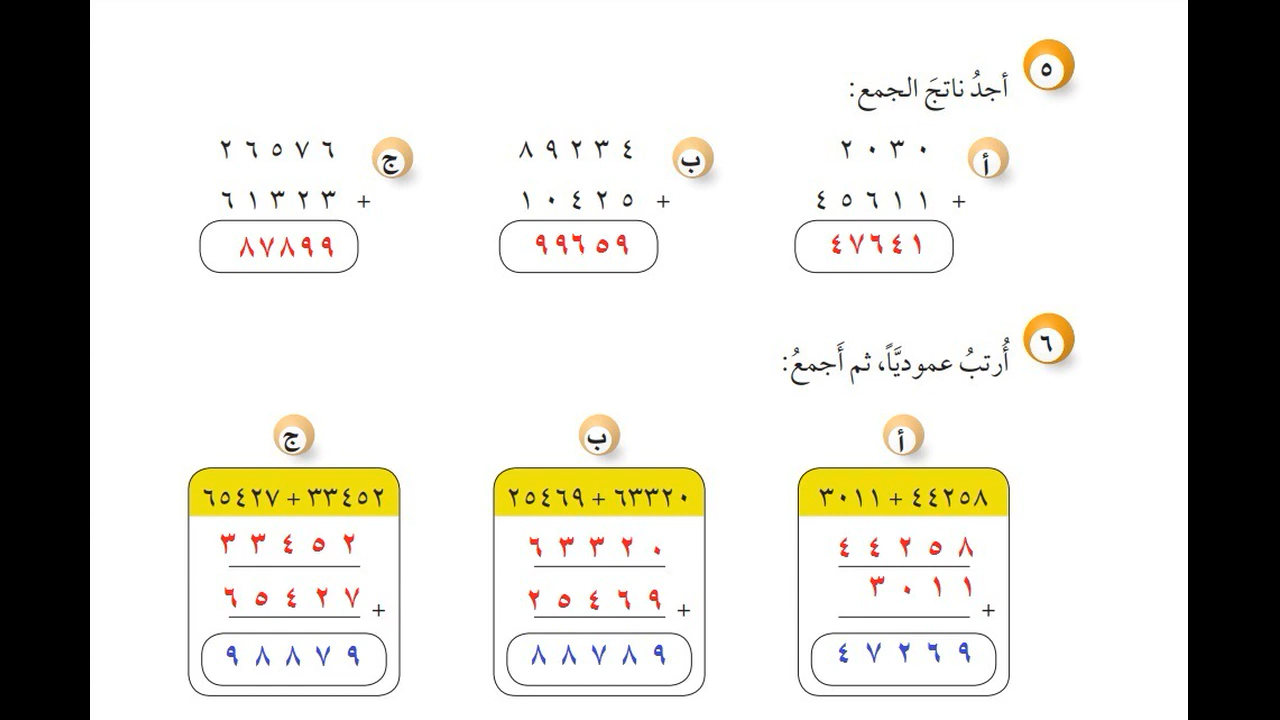 ٥
أجدُ ناتجَ الجمع:
أ
٢٠٣٠
+ ٤٥٦١١
٤٧٦٤١
ب
٨٩٢٣٤
+ ١٠٤٢٥
٩٩٦٥٩
ج
٢٦٥٧٦
+ ٦١٣٢٣
٨٧٨٩٩
٦
أُرتبُ عموديَّاً، ثم أَجمعُ:
أ
٤٤٢٥٨ + ٣٠١١
٤٤٢٥٨
+ ٣٠١١
٤٧٢٦٩
ب
٦٣٣٢٠ + ٢٥٤٦٩
٦٣٣٢٠
+ ٢٥٤٦٩
٨٨٧٨٩
ج
٣٣٤٥٢ + ٦٥٤٢٧
٣٣٤٥٢
+ ٦٥٤٢٧
٩٨٨٧٩